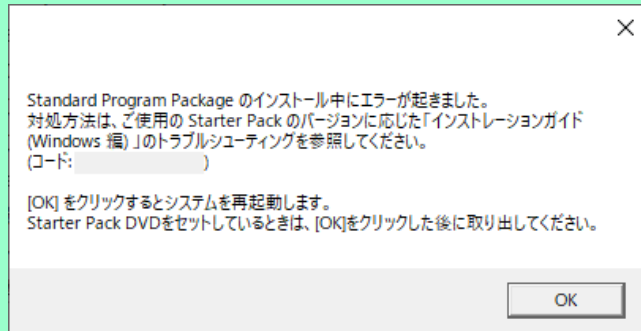 Standard Program Package のインストール中にエラーが起きました。
対処方法は、ご使用の Starter Pack のバージョンに応じた「インストレーションガイド
(Windows 編) 」のトラブルシューティングを参照してください。
(コード: )
[OK] をクリックするとシステムを再起動します。
Starter Pack DVDをセットしているときは、[OK]をクリックした後に取り出してください。
OK